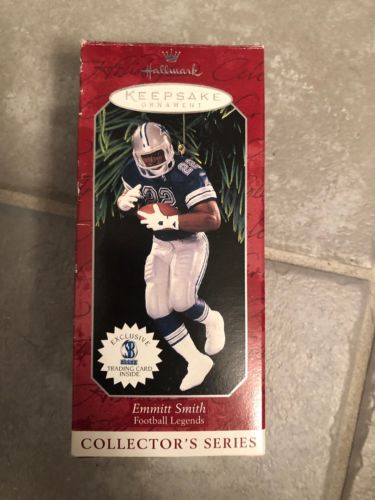 Hallmark
KEEPSAKE
ORNAMENT
22
EXCLUSIVE
TRADING CARD
INSIDE
Emmitt Smith
Football Legends
COLLECTOR'S SERIES